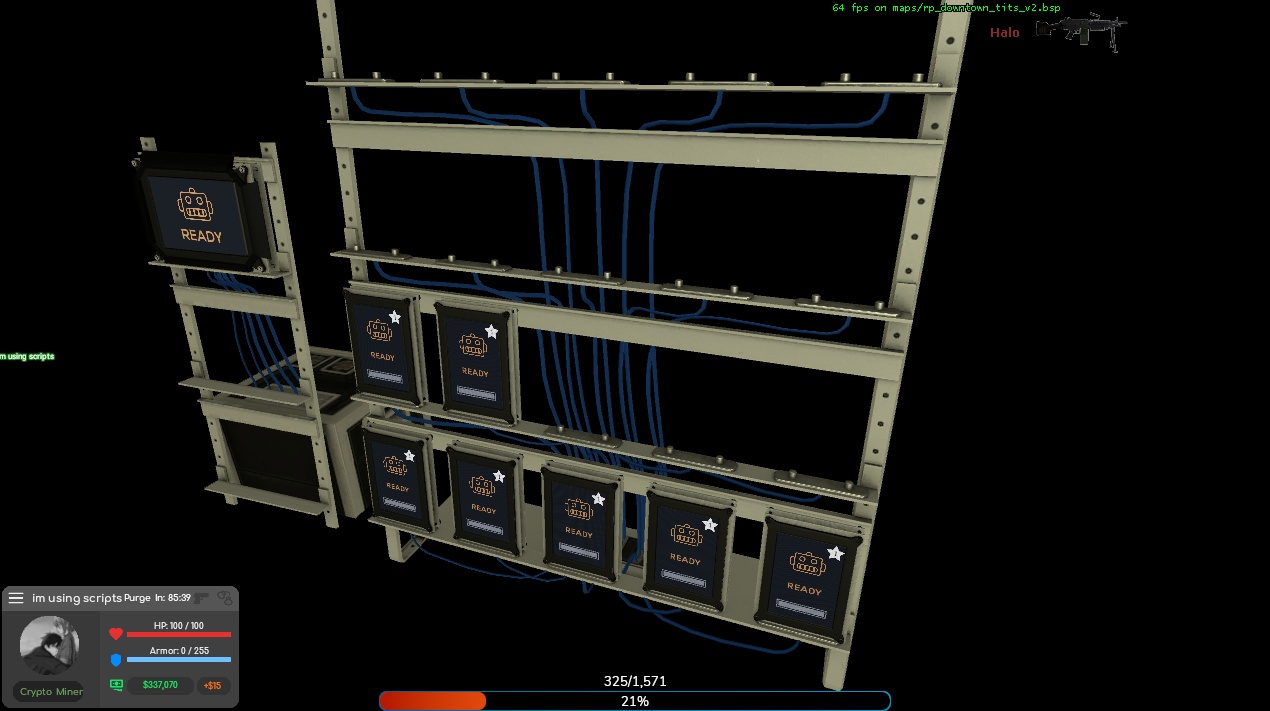 64 fps on maps/rp_downtown_tits_v2.bsp
Halo
READY
READY
READY
m using scripts
READY
READY
READY
READY
READY
im using scripts Purge In: 85:39
HP: 100 / 100
Armor: 0 / 255
Crypto Miner
$337,070
+$15
325/1,571
21%